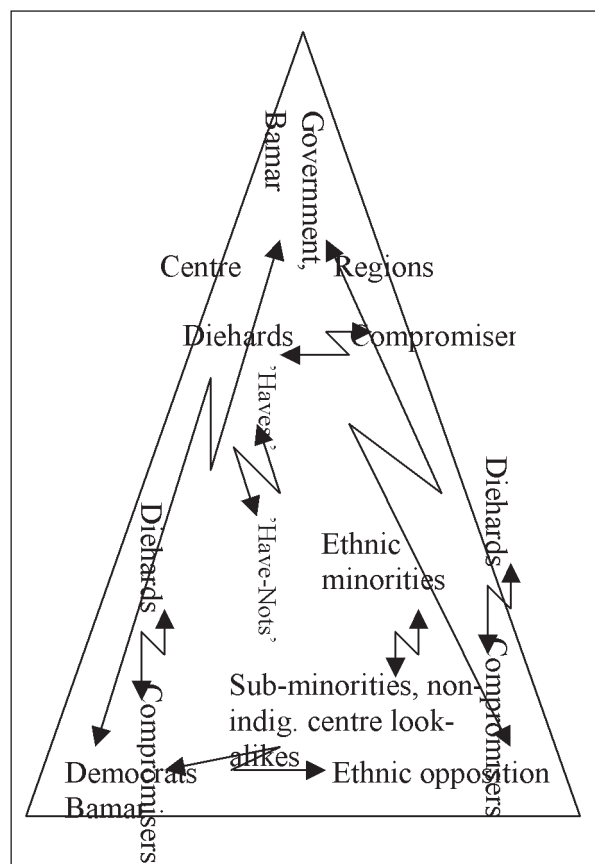 Government,
Bamar
Centre
Regions
Diehards
Compromiser
’Haves’
’Have-Nots’
Diehards
Compromisers
Diehards
Compromisers
Ethnic
minorities
Sub-minorities, non-
indig. centre look-
alikes
Democrats
Bamar
Ethnic opposition